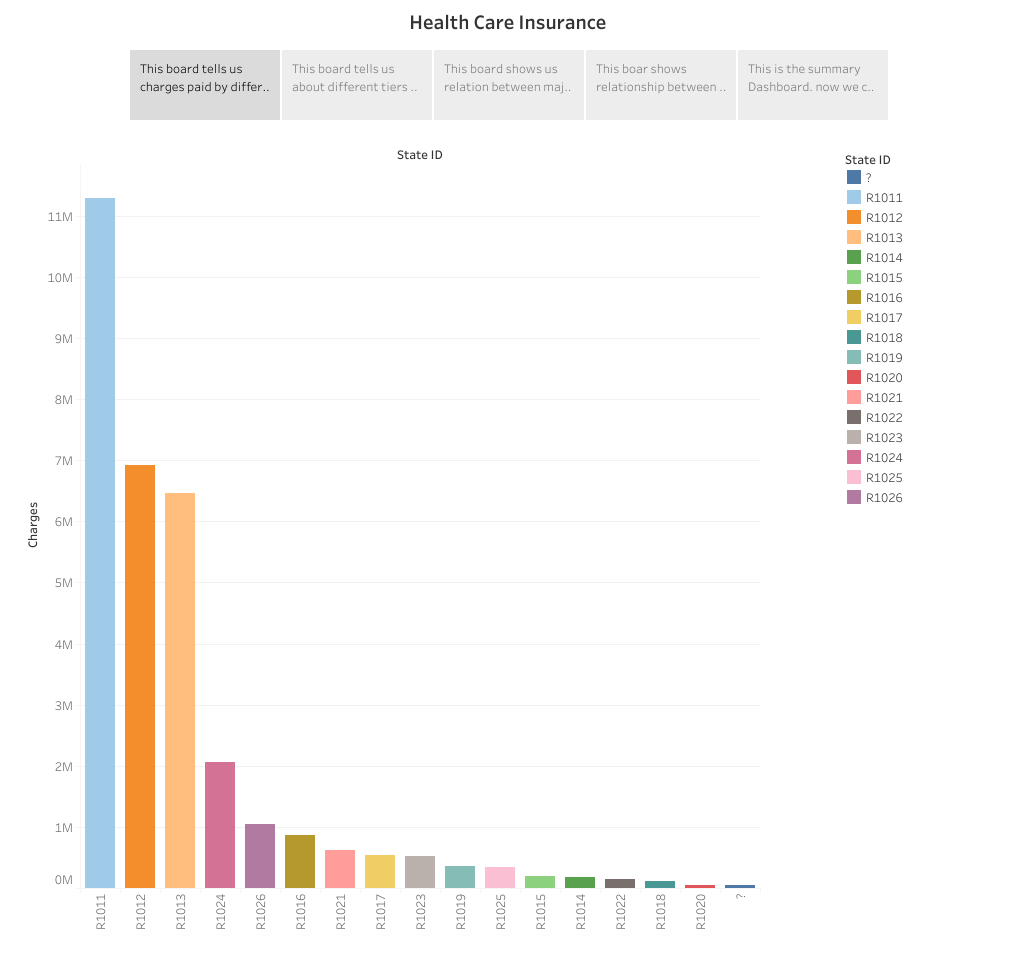 Health Care Insurance
This board tells us
charges paid by differ..
This board tells us
about different tiers ..
This board shows us
relation between maj..
This boar shows
relationship between ..
This is the summary
Dashboard. now we c..
State ID
11M
10M
9M
8M
7M
6M
5M
4M
3M
2M
1M
0M
Charges
R1011
R1012
R1013
R1024
R1026
R1016
R1021
R1017
R1023
R1019
R1025
R1015
R1014
R1022
R1018
R1020
?
State ID
?
R1011
R1012
R1013
R1014
R1015
R1016
R1017
R1018
R1019
R1020
R1021
R1022
R1023
R1024
R1025
R1026